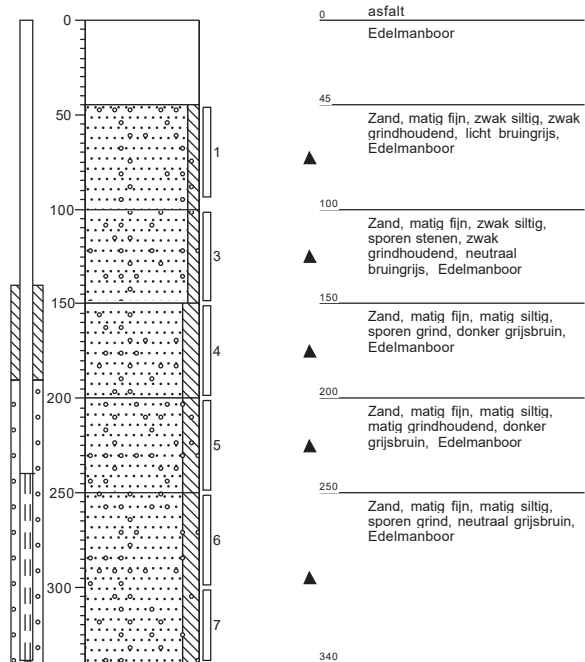 0
asfalt
Edelmanboor
45
Zand, matig fijn, zwak siltig, zwak
grindhoudend, licht bruingrijs,
Edelmanboor
100
Zand, matig fijn, zwak siltig,
sporen stenen, zwak
grindhoudend, neutraal
bruingrijs, Edelmanboor
150
Zand, matig fijn, matig siltig,
sporen grind, donker grijsbruin,
Edelmanboor
200
Zand, matig fijn, matig siltig,
matig grindhoudend, donker
grijsbruin, Edelmanboor
250
Zand, matig fijn, matig siltig,
sporen grind, neutraal grijsbruin,
Edelmanboor
340
0
50
100
150
200
250
300
1
3
4
5
6
7